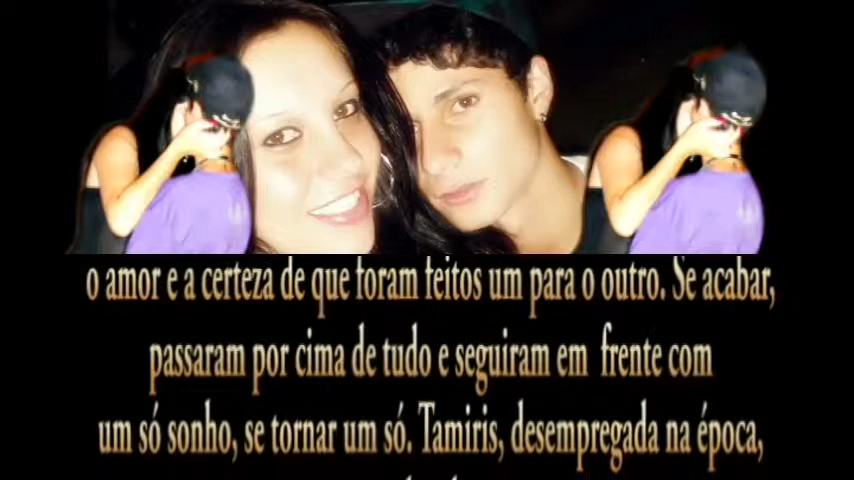 o amor e a certeza de que foram feitos um para o outro. Se acabar,
passaram por cima de tudo e seguiram em frente com
um só sonho, se tornar um só. Tamiris, desempregada na época,